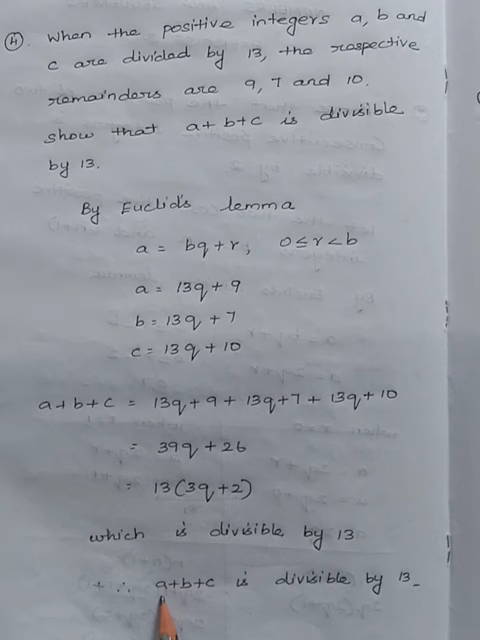 ④. When the positive integers a, b and
c are divided by 13, the respective
remainders are 9, 7 and 10.
show that a+b+c is divisible
by 13.
By Euclid's lemma
a = bq+r, 0≤r<b
a = 13q+9
b = 13q+7
c = 13q+10
a+b+c = 13q+9+13q+7+13q+10
= 39q+26
= 13(3q+2)
which is divisible by 13
∴ a+b+c is divisible by 13.